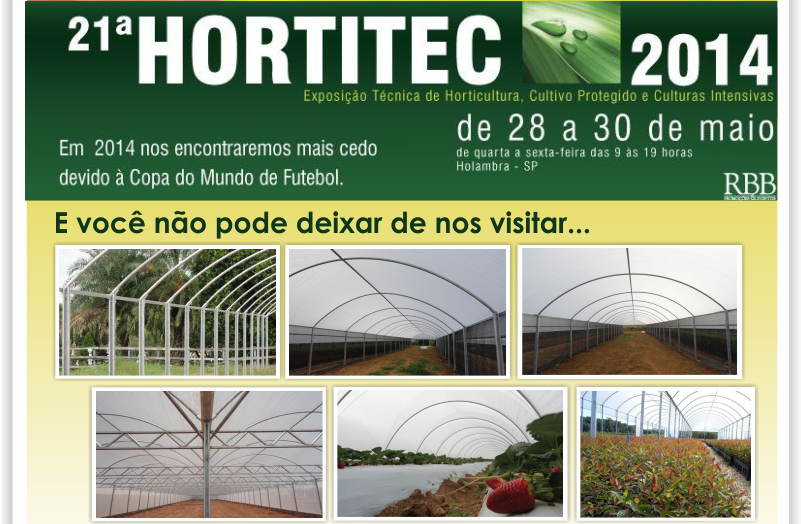 21ª HORTITEC 2014
Exposição Técnica de Horticultura, Cultivo Protegido e Culturas Intensivas
de 28 a 30 de maio
de quarta a sexta-feira das 9 às 19 horas
Holambra - SP
Em 2014 nos encontraremos mais cedo
devido à Copa do Mundo de Futebol.
RBB
E você não pode deixar de nos visitar...